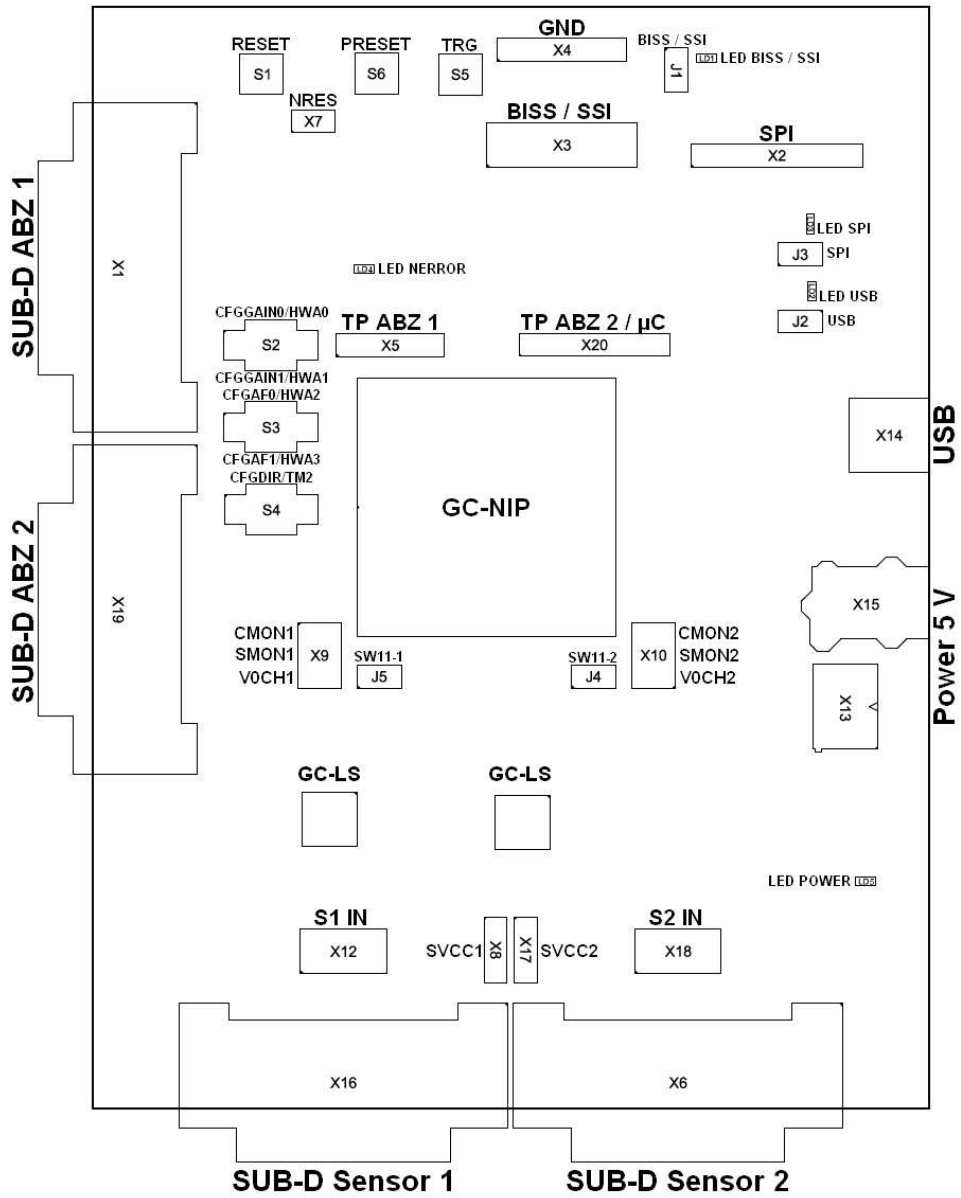 GND
RESET
PRESET
TRG
X4
BISS / SSI
LD1 LED BISS / SSI
S1
S6
S5
J1
NRES
X7
BISS / SSI
X3
SPI
X2
SUB-D ABZ 1
X1
LED SPI
J3 SPI
LD4 LED NERROR
LED USB
J2 USB
CFGGAIN0/HWA0
S2
CFGGAIN1/HWA1
TP ABZ 1
X5
TP ABZ 2 / µC
X20
CFGAF0/HWA2
S3
CFGAF1/HWA3
CFGDIR/TM2
S4
GC-NIP
X14
USB
SUB-D ABZ 2
X19
X15
Power 5 V
X13
CMON1
SMON1
V0CH1
X9
SW11-1
J5
SW11-2
J4
X10
CMON2
SMON2
V0CH2
GC-LS
GC-LS
LED POWER LD5
S1 IN
X12
SVCC1 X8
X17 SVCC2
S2 IN
X18
X16
X6
SUB-D Sensor 1
SUB-D Sensor 2